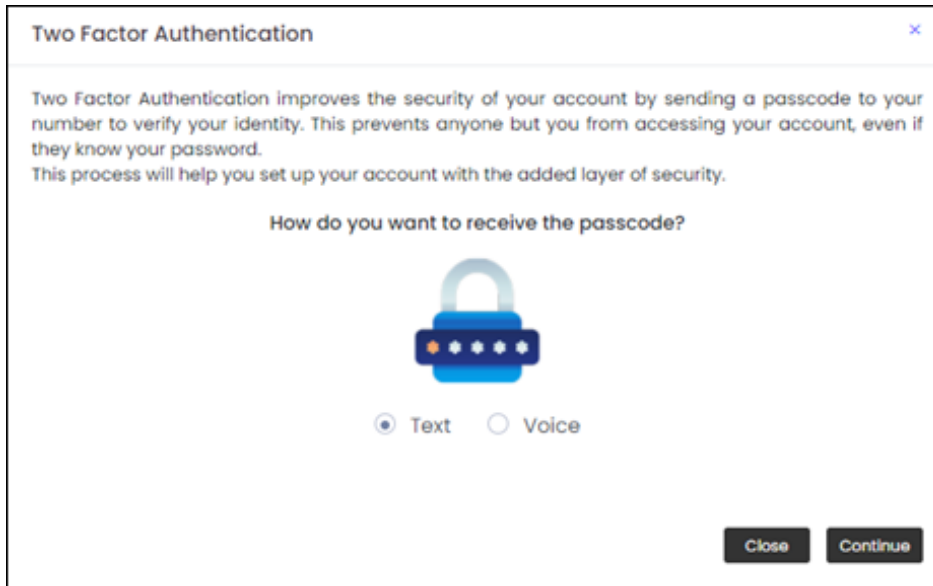 Two Factor Authentication
Two Factor Authentication improves the security of your account by sending a passcode to your
number to verify your identity. This prevents anyone but you from accessing your account, even if
they know your password.
This process will help you set up your account with the added layer of security.
How do you want to receive the passcode?
Text Voice
Close Continue